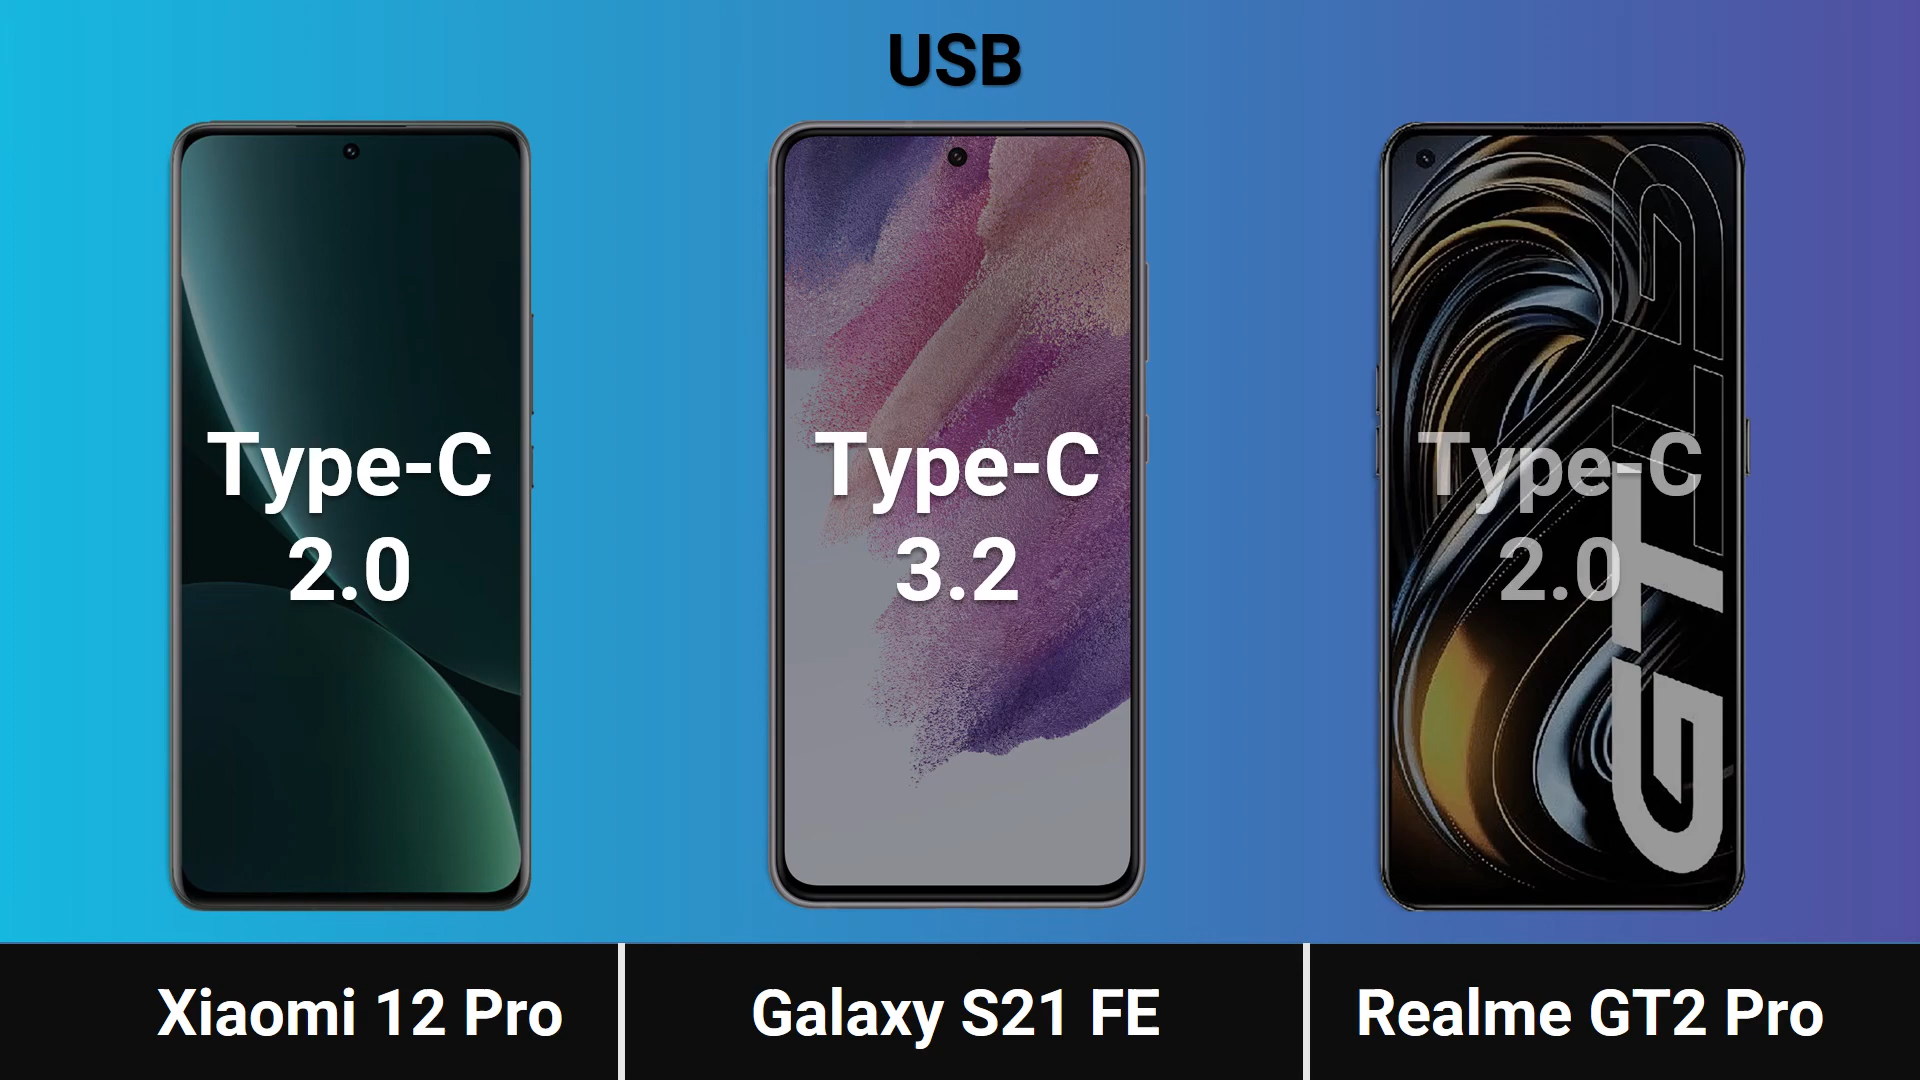 USB
Type-C
2.0
Type-C
3.2
Type-C
2.0
GT
Xiaomi 12 Pro
Galaxy S21 FE
Realme GT2 Pro